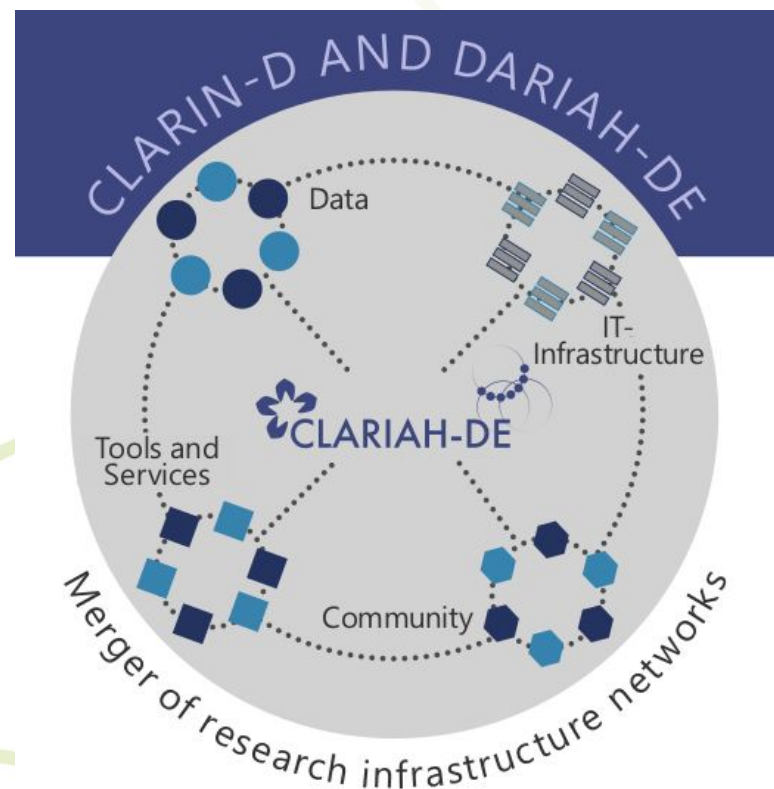 CLARIN-D AND DARIAH-DE
Data
IT-
Infrastructure
CLARIAH-DE
Tools and
Services
Community
Merger of research infrastructure networks